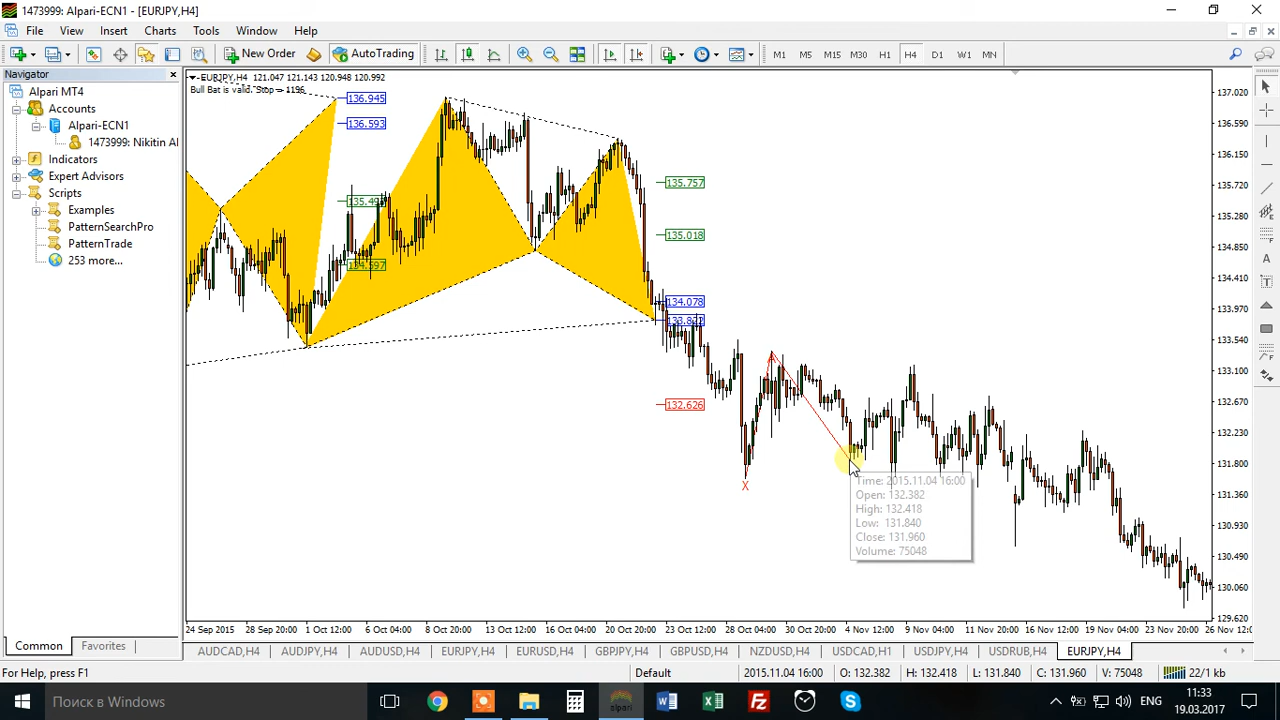 1473999: Alpari-ECN1 - [EURJPY,H4]
File View Insert Charts Tools Window Help
New Order AutoTrading M1 M5 M15 M30 H1 H4 D1 W1 MN
Navigator
Alpari MT4
Accounts
Alpari-ECN1
1473999: Nikitin Al
Indicators
Expert Advisors
Scripts
Examples
PatternSearchPro
PatternTrade
253 more...
Common Favorites
EURJPY,H4 121.047 121.143 120.948 120.992
Bull Bat is valid. Stop = 1196
136.945
136.593
134.597
135.757
135.018
134.078
133.822
132.626
X
A
Time: 2015.11.04 16:00
Open: 132.382
High: 132.418
Low: 131.840
Close: 131.960
Volume: 75048
137.020
136.590
136.150
135.720
135.280
134.850
134.410
133.970
133.540
133.100
132.670
132.230
131.800
131.360
130.930
130.490
130.060
129.620
24 Sep 2015 28 Sep 20:00 1 Oct 12:00 6 Oct 04:00 8 Oct 20:00 13 Oct 12:00 16 Oct 04:00 20 Oct 20:00 23 Oct 12:00 28 Oct 04:00 30 Oct 20:00 4 Nov 12:00 9 Nov 04:00 11 Nov 20:00 16 Nov 12:00 19 Nov 04:00 23 Nov 20:00 26 Nov 12:00
AUDCAD,H4 AUDJPY,H4 AUDUSD,H4 EURJPY,H4 EURUSD,H4 GBPJPY,H4 GBPUSD,H4 NZDUSD,H4 USDCAD,H1 USDJPY,H4 USDRUB,H4 EURJPY,H4
For Help, press F1 Default 2015.11.04 16:00 O: 132.382 H: 132.418 L: 131.840 C: 131.960 V: 75048 22/1 kb
Поиск в Windows
alpari
ENG
11:33
19.03.2017